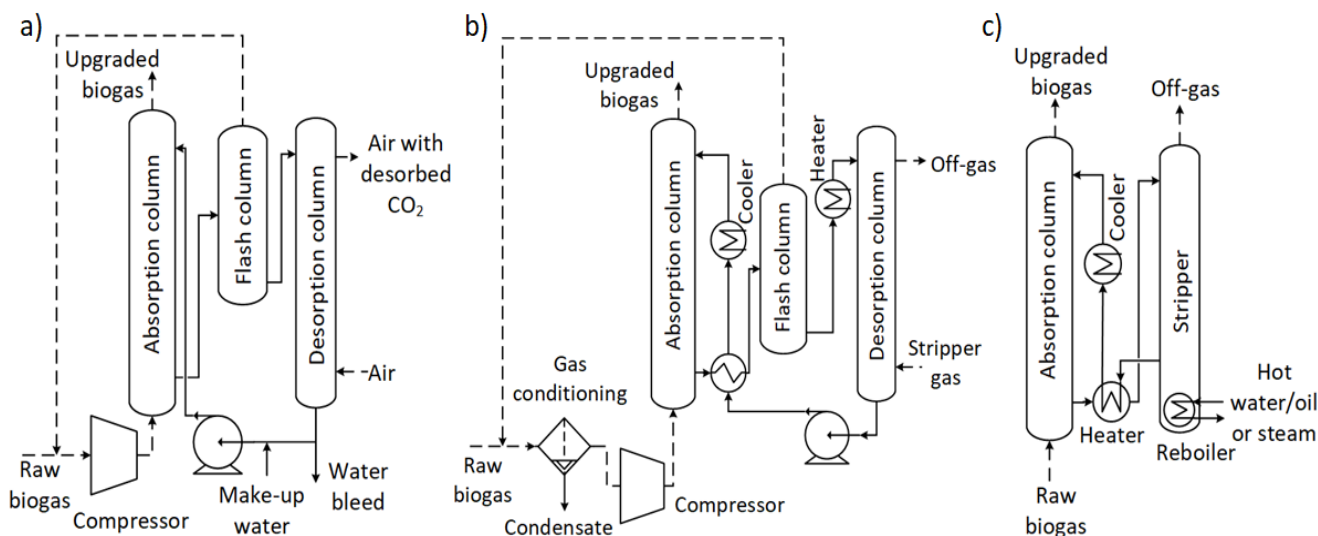 a)
Upgraded
biogas
Absorption column
Flash column
Desorption column
Air with
desorbed
CO₂
Air
Raw
biogas
Compressor
Make-up
water
Water
bleed
b)
Upgraded
biogas
Absorption column
Cooler
Flash column
Heater
Desorption column
Off-gas
Stripper
gas
Gas
conditioning
Raw
biogas
Condensate
Compressor
c)
Upgraded
biogas
Off-gas
Absorption column
Cooler
Stripper
Heater
Hot
water/oil
or steam
Reboiler
Raw
biogas